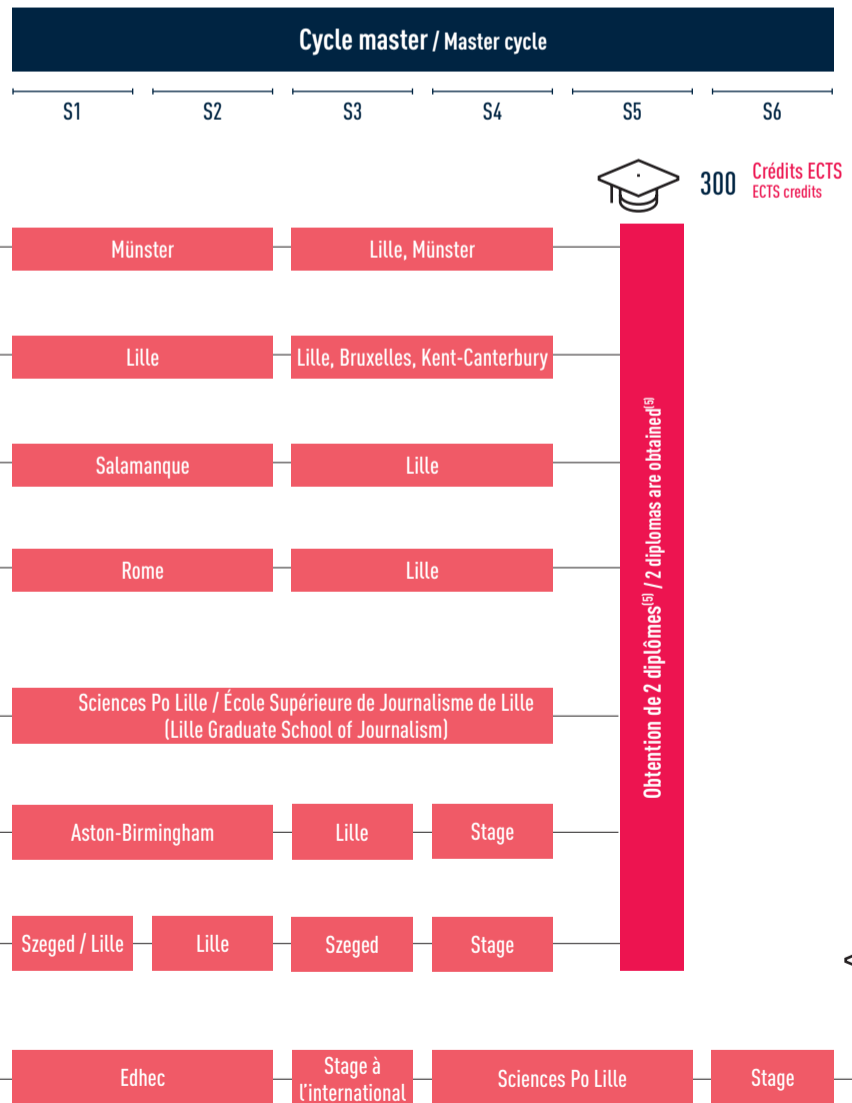 Cycle master / Master cycle
S1 S2 S3 S4 S5 S6
300 Crédits ECTS
ECTS credits
Münster Lille, Münster
Lille Lille, Bruxelles, Kent-Canterbury
Salamanque Lille
Rome Lille
Sciences Po Lille / École Supérieure de Journalisme de Lille
(Lille Graduate School of Journalism)
Aston-Birmingham Lille Stage
Szeged / Lille Lille Szeged Stage
Obtention de 2 diplômes(5) / 2 diplomas are obtained(5)
<
Edhec Stage à
l'international Sciences Po Lille Stage